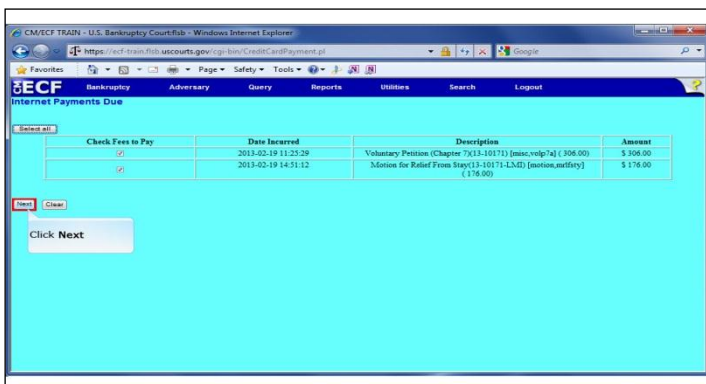 CM/ECF TRAIN - U.S. Bankruptcy Court:flsb - Windows Internet Explorer
https://ecf-train.flsb.uscourts.gov/cgi-bin/CreditCardPayment.pl
Google
Favorites Page Safety Tools
ECF Bankruptcy Adversary Query Reports Utilities Search Logout ?
Internet Payments Due
Select all
Check Fees to Pay Date Incurred Description Amount
2013-02-19 11:25:29 Voluntary Petition (Chapter 7)(13-10171) [misc,volp7a] ( 306.00) $ 306.00
2013-02-19 14:51:12 Motion for Relief From Stay(13-10171-LMI) [motion,mrlfsty] $ 176.00
( 176.00)
Next Clear
Click Next